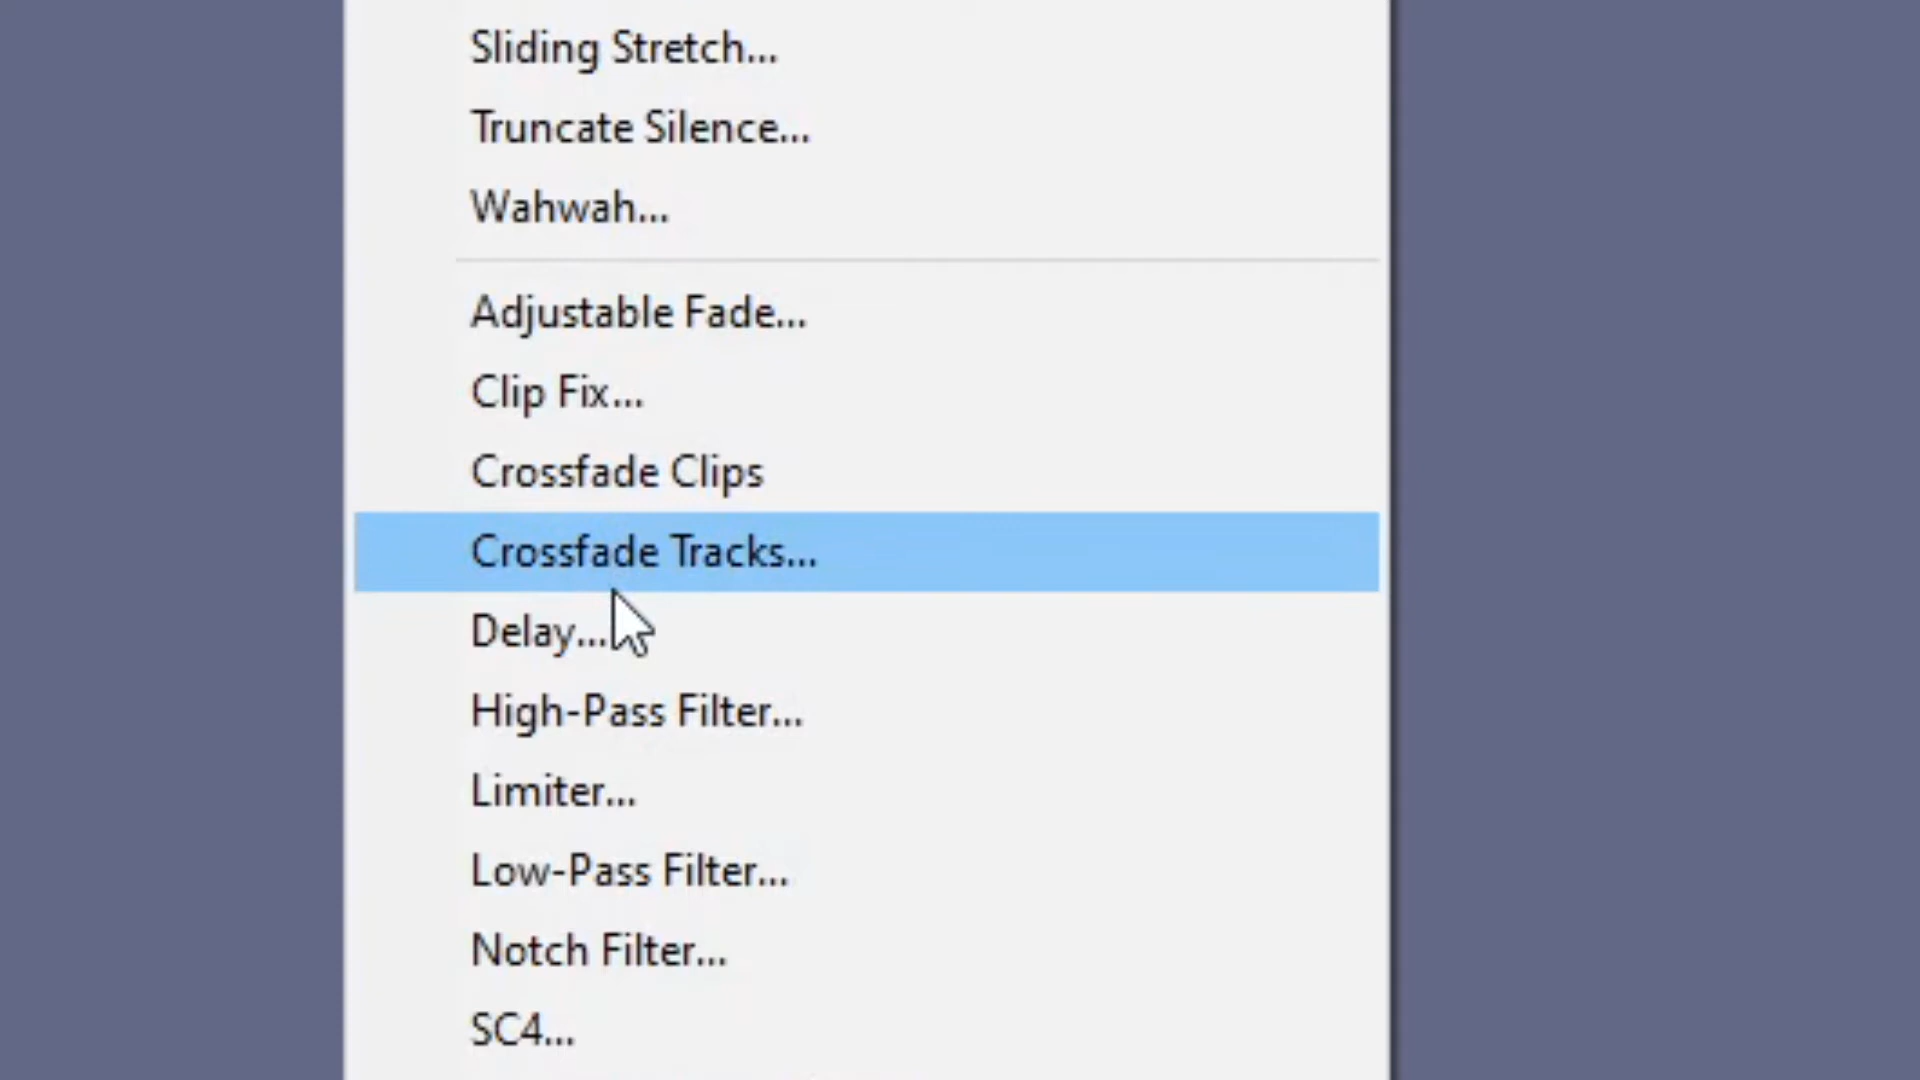 Sliding Stretch...
Truncate Silence...
Wahwah...
Adjustable Fade...
Clip Fix...
Crossfade Clips
Crossfade Tracks...
Delay...
High-Pass Filter...
Limiter...
Low-Pass Filter...
Notch Filter...
SC4...